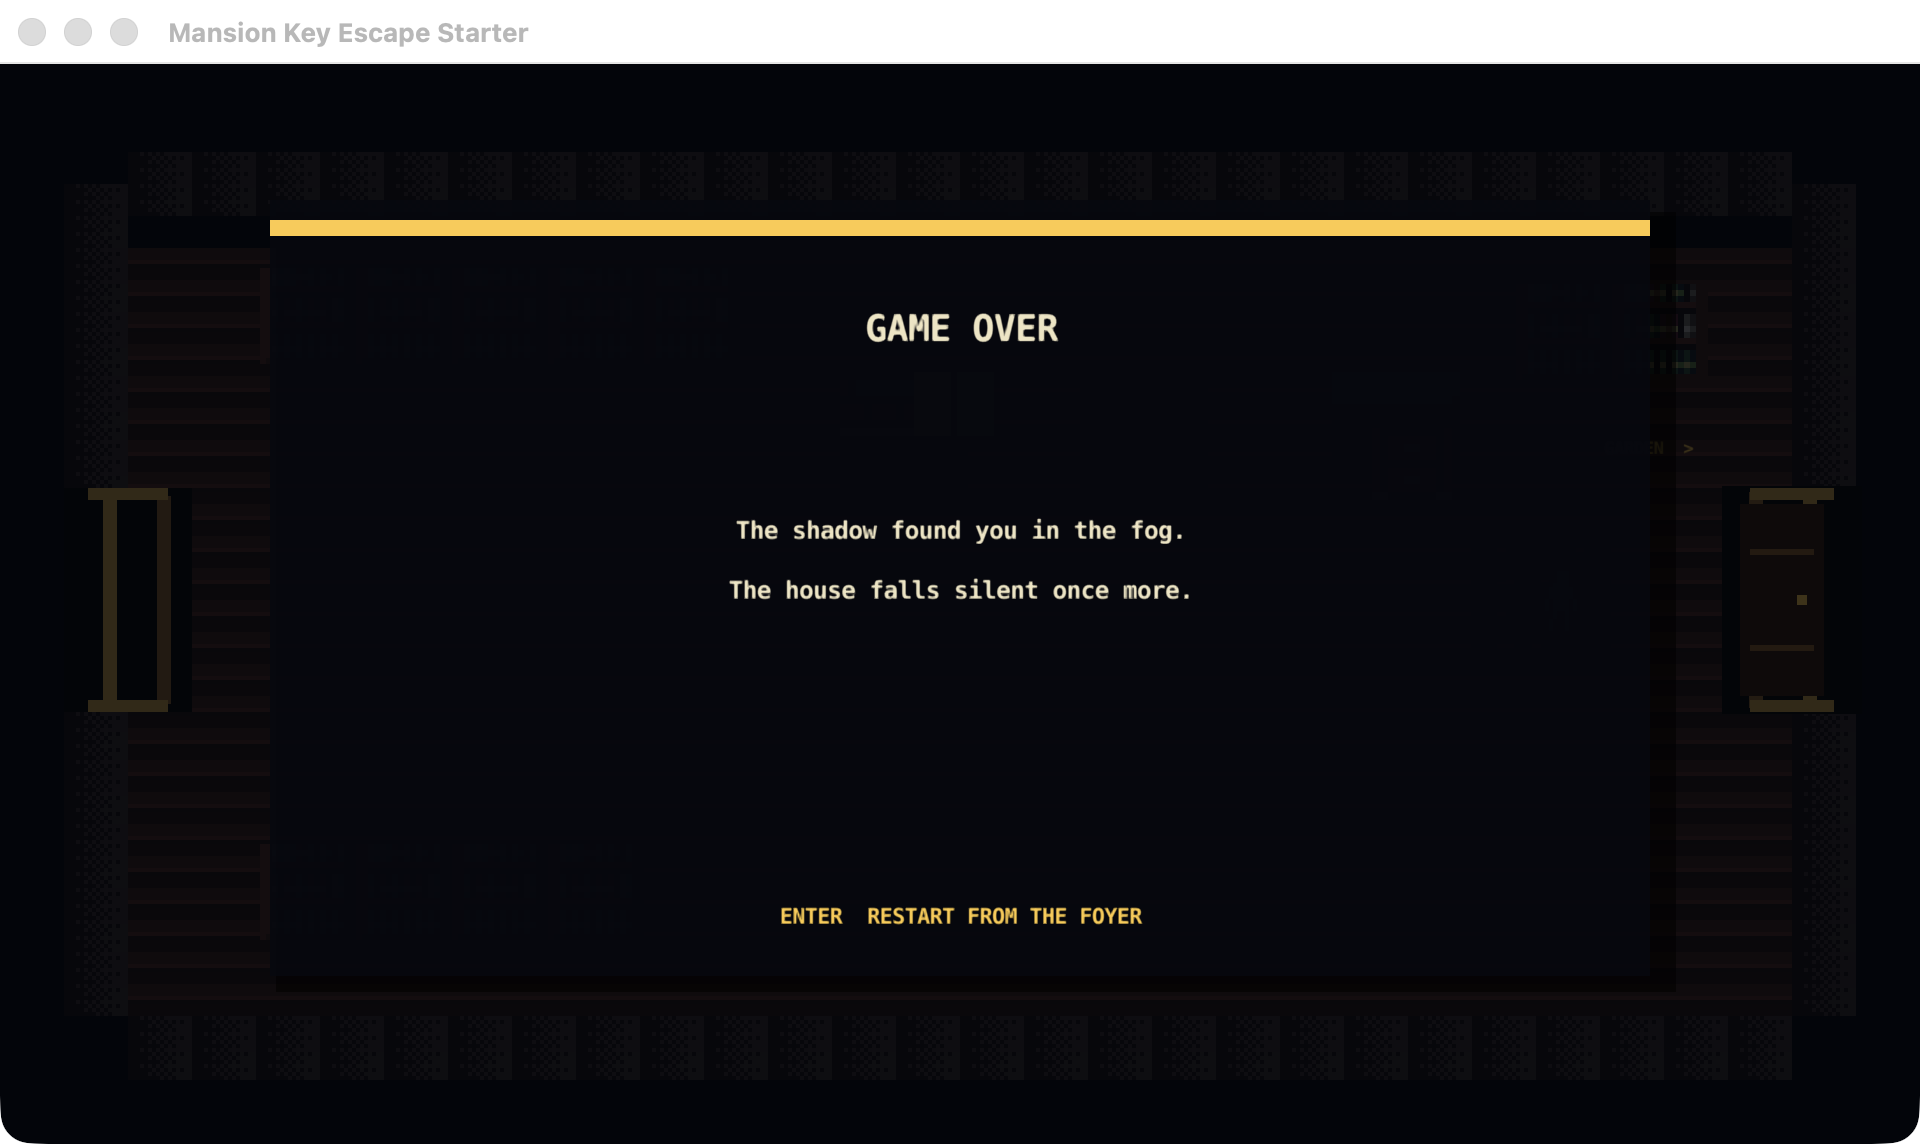 Mansion Key Escape Starter
GAME OVER
The shadow found you in the fog.
The house falls silent once more.
ENTER  RESTART FROM THE FOYER